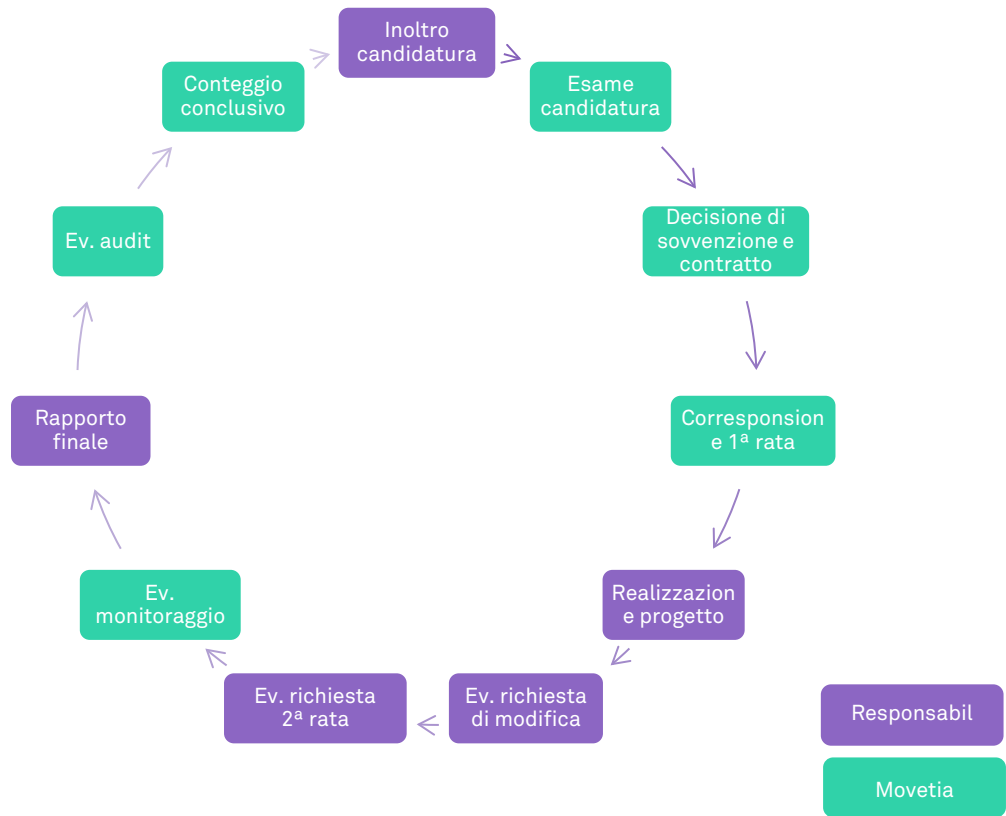 Inoltro
candidatura
Esame
candidatura
Decisione di
sovvenzione e
contratto
Corresponsion
e 1ª rata
Realizzazion
e progetto
Ev. richiesta
di modifica
Ev. richiesta
2ª rata
Ev.
monitoraggio
Rapporto
finale
Ev. audit
Conteggio
conclusivo
Responsabil
Movetia